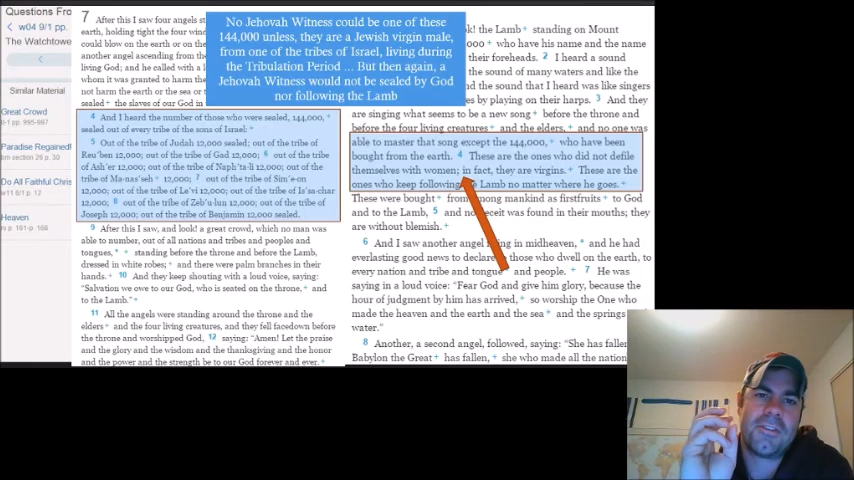 Questions Fro
w04 9/1 pp.
The Watchtowe
Similar Material
Great Crowd
0-1 pp. 995-997
Paradise Regained!
bm section 26 p. 30
Do All Faithful Chris
w11 8/1 p. 12
Heaven
rs p. 161-p. 168
7 After this I saw four angels st
earth, holding tight the four wind
could blow on the earth or on the
another angel ascending from the
living God; and he called with a l
whom it was granted to harm the
not harm the earth or the sea or t
sealed + the slaves of our God in
No Jehovah Witness could be one of these
144,000 unless, they are a Jewish virgin male,
from one of the tribes of Israel, living during
the Tribulation Period ... But then again, a
Jehovah Witness would not be sealed by God
nor following the Lamb
4 And I heard the number of those who were sealed, 144,000, +
sealed out of every tribe of the sons of Israel: +
5 Out of the tribe of Judah 12,000 sealed; out of the tribe of
Reu'ben 12,000; out of the tribe of Gad 12,000; 6 out of the tribe
of Ash'er 12,000; out of the tribe of Naph'ta·li 12,000; out of the
tribe of Ma·nas'seh + 12,000; 7 out of the tribe of Sim'e·on
12,000; out of the tribe of Le'vi 12,000; out of the tribe of Is'sa·char
12,000; 8 out of the tribe of Zeb'u·lun 12,000; out of the tribe of
Joseph 12,000; out of the tribe of Benjamin 12,000 sealed.
9 After this I saw, and look! a great crowd, which no man was
able to number, out of all nations and tribes and peoples and
tongues, + standing before the throne and before the Lamb,
dressed in white robes; + and there were palm branches in their
hands. + 10 And they keep shouting with a loud voice, saying:
"Salvation we owe to our God, who is seated on the throne, + and
to the Lamb."+
11 All the angels were standing around the throne and the
elders + and the four living creatures, and they fell facedown before
the throne and worshipped God, 12 saying: "Amen! Let the praise
and the glory and the wisdom and the thanksgiving and the honor
and the power and the strength be to our God forever and ever. +
ok! the Lamb + standing on Mount
000 + who have his name and the name
their foreheads. 2 I heard a sound
the sound of many waters and like the
and the sound that I heard was like singers
es by playing on their harps. 3 And they
are singing what seems to be a new song + before the throne and
before the four living creatures + and the elders, + and no one was
able to master that song except the 144,000, + who have been
bought from the earth. 4 These are the ones who did not defile
themselves with women; in fact, they are virgins. + These are the
ones who keep following the Lamb no matter where he goes. +
These were bought + from among mankind as firstfruits + to God
and to the Lamb, 5 and no deceit was found in their mouths; they
are without blemish. +
6 And I saw another angel flying in midheaven, + and he had
everlasting good news to declare to those who dwell on the earth, to
every nation and tribe and tongue and people. + 7 He was
saying in a loud voice: "Fear God and give him glory, because the
hour of judgment by him has arrived, + so worship the One who
made the heaven and the earth and the sea + and the springs
water."
8 Another, a second angel, followed, saying: "She has fallen
Babylon the Great + has fallen, + she who made all the nation